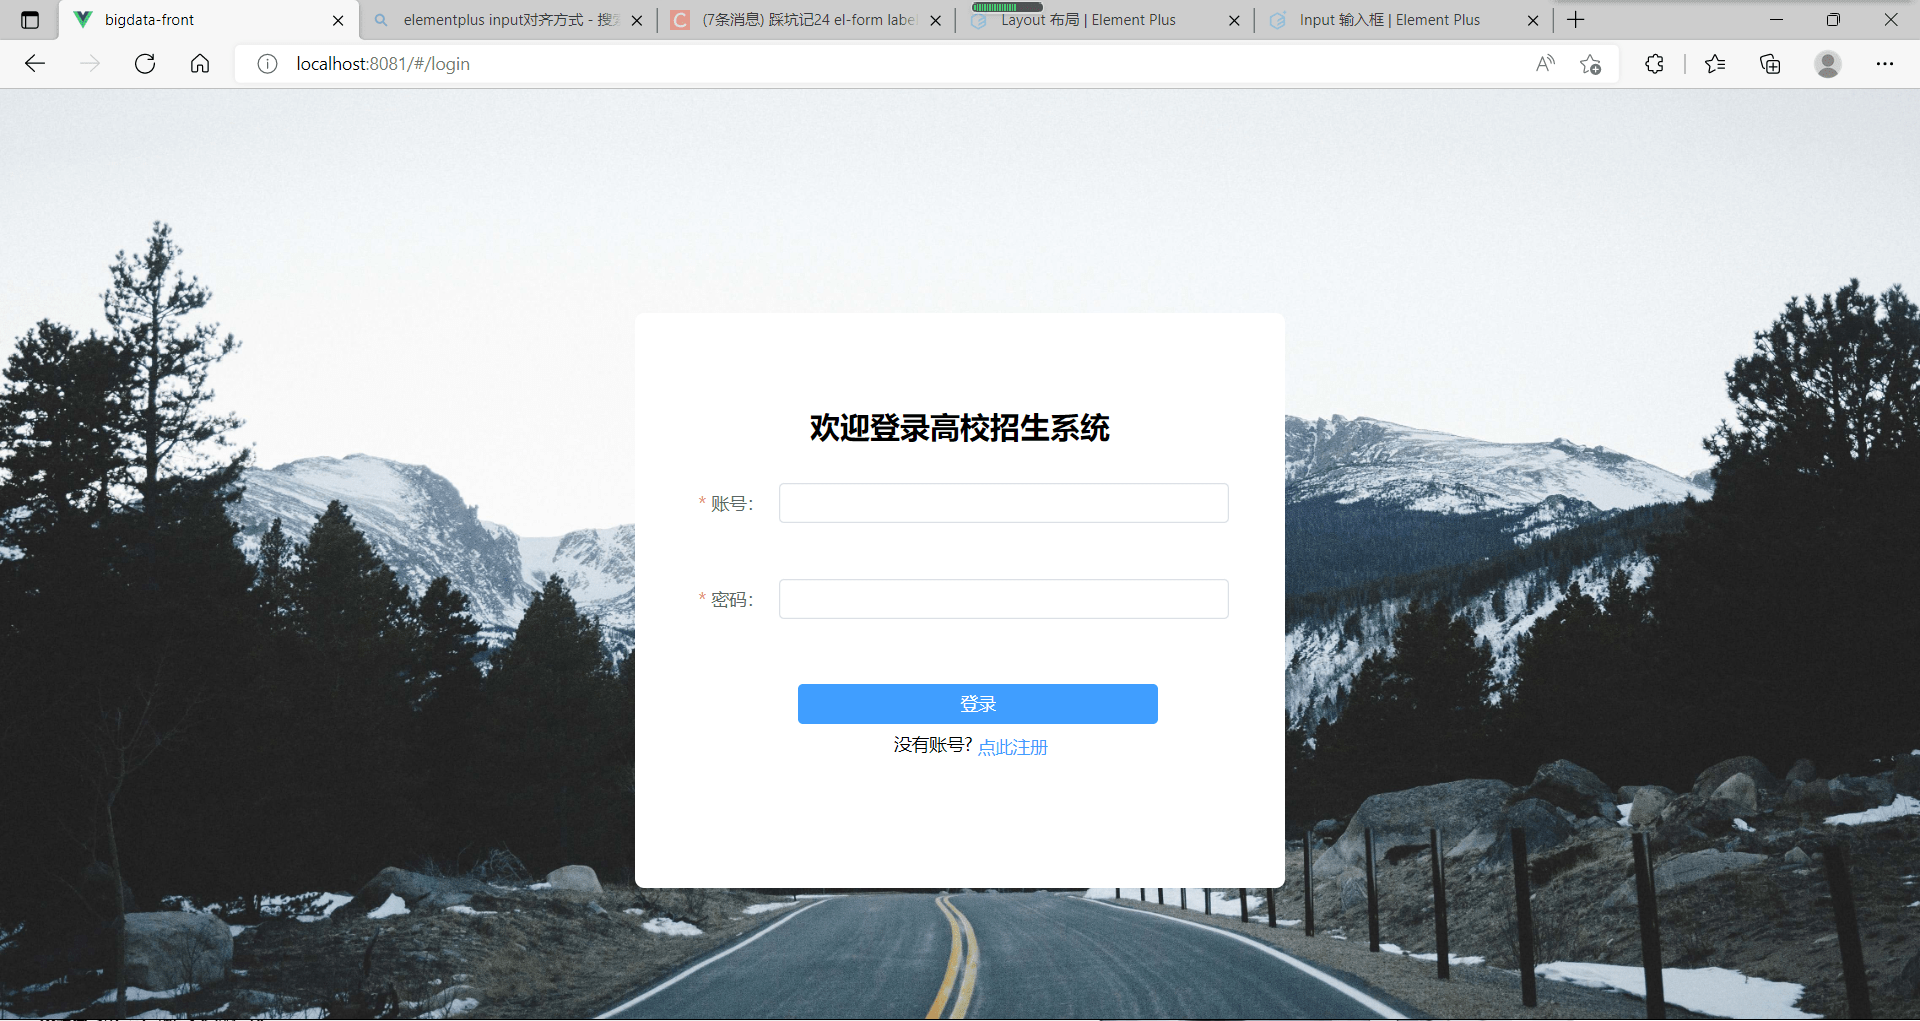 bigdata-front
elementplus input对齐方式 - 搜索
(7条消息) 踩坑记24 el-form label
Layout 布局 | Element Plus
Input 输入框 | Element Plus
localhost:8081/#/login
欢迎登录高校招生系统
* 账号：
* 密码：
登录
没有账号? 点此注册